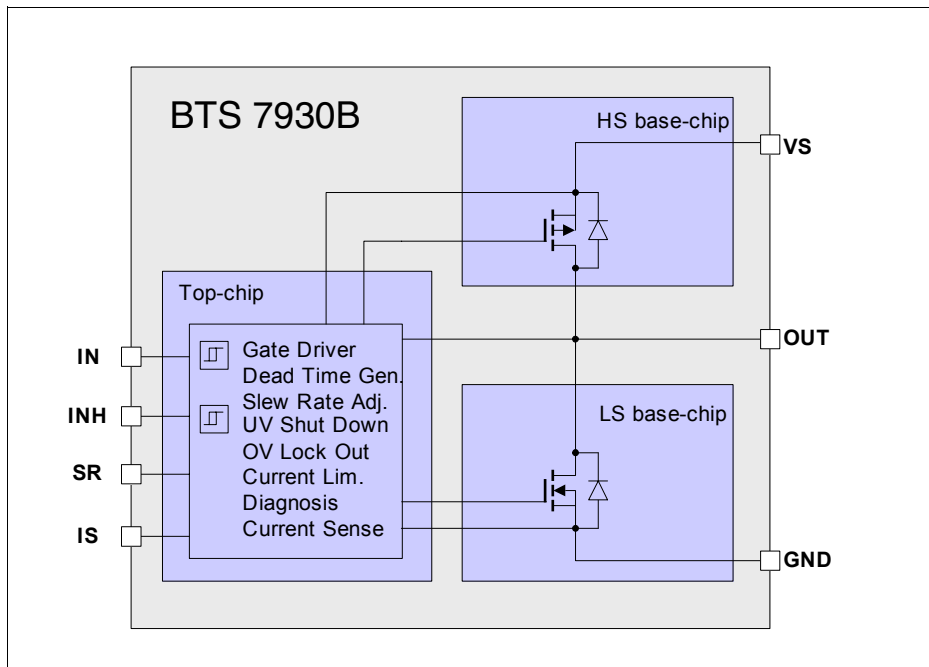 BTS 7930B
HS base-chip
VS
Top-chip
IN
INH
SR
IS
Gate Driver
Dead Time Gen.
Slew Rate Adj.
UV Shut Down
OV Lock Out
Current Lim.
Diagnosis
Current Sense
OUT
LS base-chip
GND